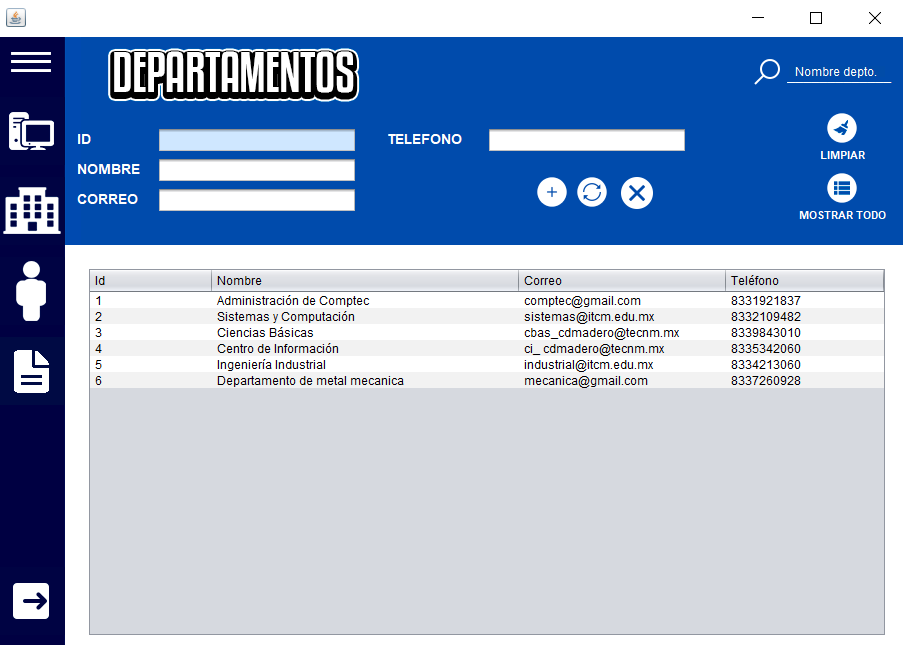 DEPARTAMENTOS
Nombre depto.
ID
TELEFONO
NOMBRE
CORREO
LIMPIAR
MOSTRAR TODO
Id Nombre Correo Teléfono
1 Administración de Comptec comptec@gmail.com 8331921837
2 Sistemas y Computación sistemas@itcm.edu.mx 8332109482
3 Ciencias Básicas cbas_cdmadero@tecnm.mx 8339843010
4 Centro de Información ci_ cdmadero@tecnm.mx 8335342060
5 Ingeniería Industrial industrial@itcm.edu.mx 8334213060
6 Departamento de metal mecanica mecanica@gmail.com 8337260928